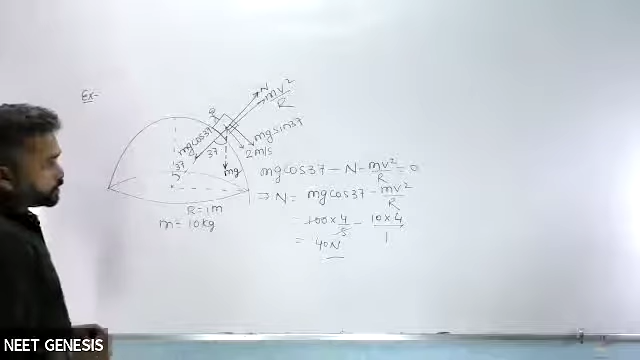 Ex-
N
mv²/R
mgcos37
mgsin37
37
2m/s
mg
37
R=1m
m=10kg
mgcos37 - N - mv²/R = 0
⇒ N = mgcos37 - mv²/R
100×4/5 - 10×4/1
= 40N
NEET GENESIS